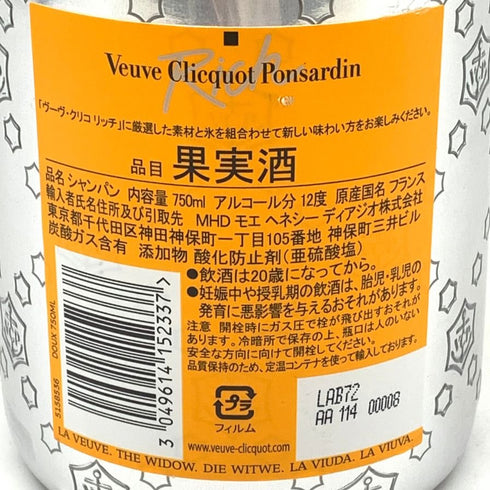 Rich
Veuve Clicquot Ponsardin
「ヴーヴ・クリコ リッチ」に厳選した素材と氷を組合わせて新しい味わい方をお楽しみください。
品目 果実酒
品名 シャンパン 内容量 750ml アルコール分 12度 原産国名 フランス
輸入者氏名住所及び引取先 MHD モエ ヘネシー ディアジオ株式会社
東京都千代田区神田神保町一丁目105番地 神保町三井ビル
炭酸ガス含有 添加物 酸化防止剤(亜硫酸塩)
●飲酒は20歳になってから。
●妊娠中や授乳期の飲酒は、胎児・乳児の
発育に悪影響を与えるおそれがあります。
注意 開栓時にガス圧で栓が飛び出すおそれが
あります。冷暗所で保存の上、瓶口は人のいない
安全な方向に向けて開栓してください。
品質保持のため、定温コンテナを使って輸入しております。
5158536 DOUX 750ML
3 049614 152337
プラ
フィルム
LAB72
AA 114 00008
www.veuve-clicquot.com
LA VEUVE. THE WIDOW. DIE WITWE. LA VIUDA. LA VIUVA.